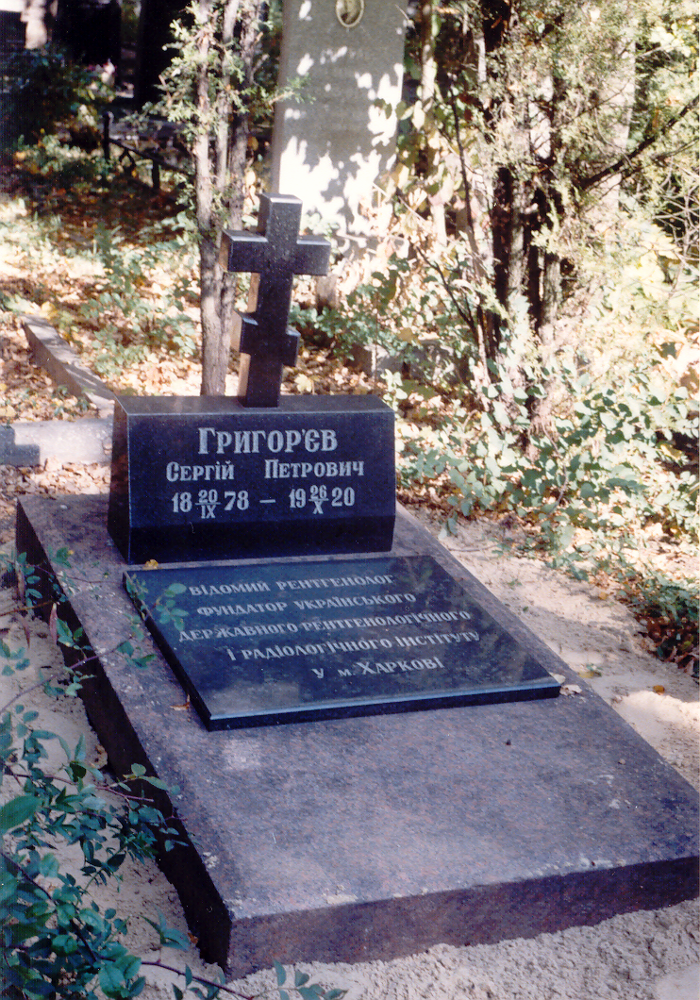 ГРИГОР'ЄВ
СЕРГІЙ ПЕТРОВИЧ
18 20/IX 78 – 19 26/X 20
ВІДОМИЙ РЕНТГЕНОЛОГ
ФУНДАТОР УКРАЇНСЬКОГО
ДЕРЖАВНОГО РЕНТГЕНОЛОГІЧНОГО
І РАДІОЛОГІЧНОГО ІНСТИТУТУ
У М. ХАРКОВІ